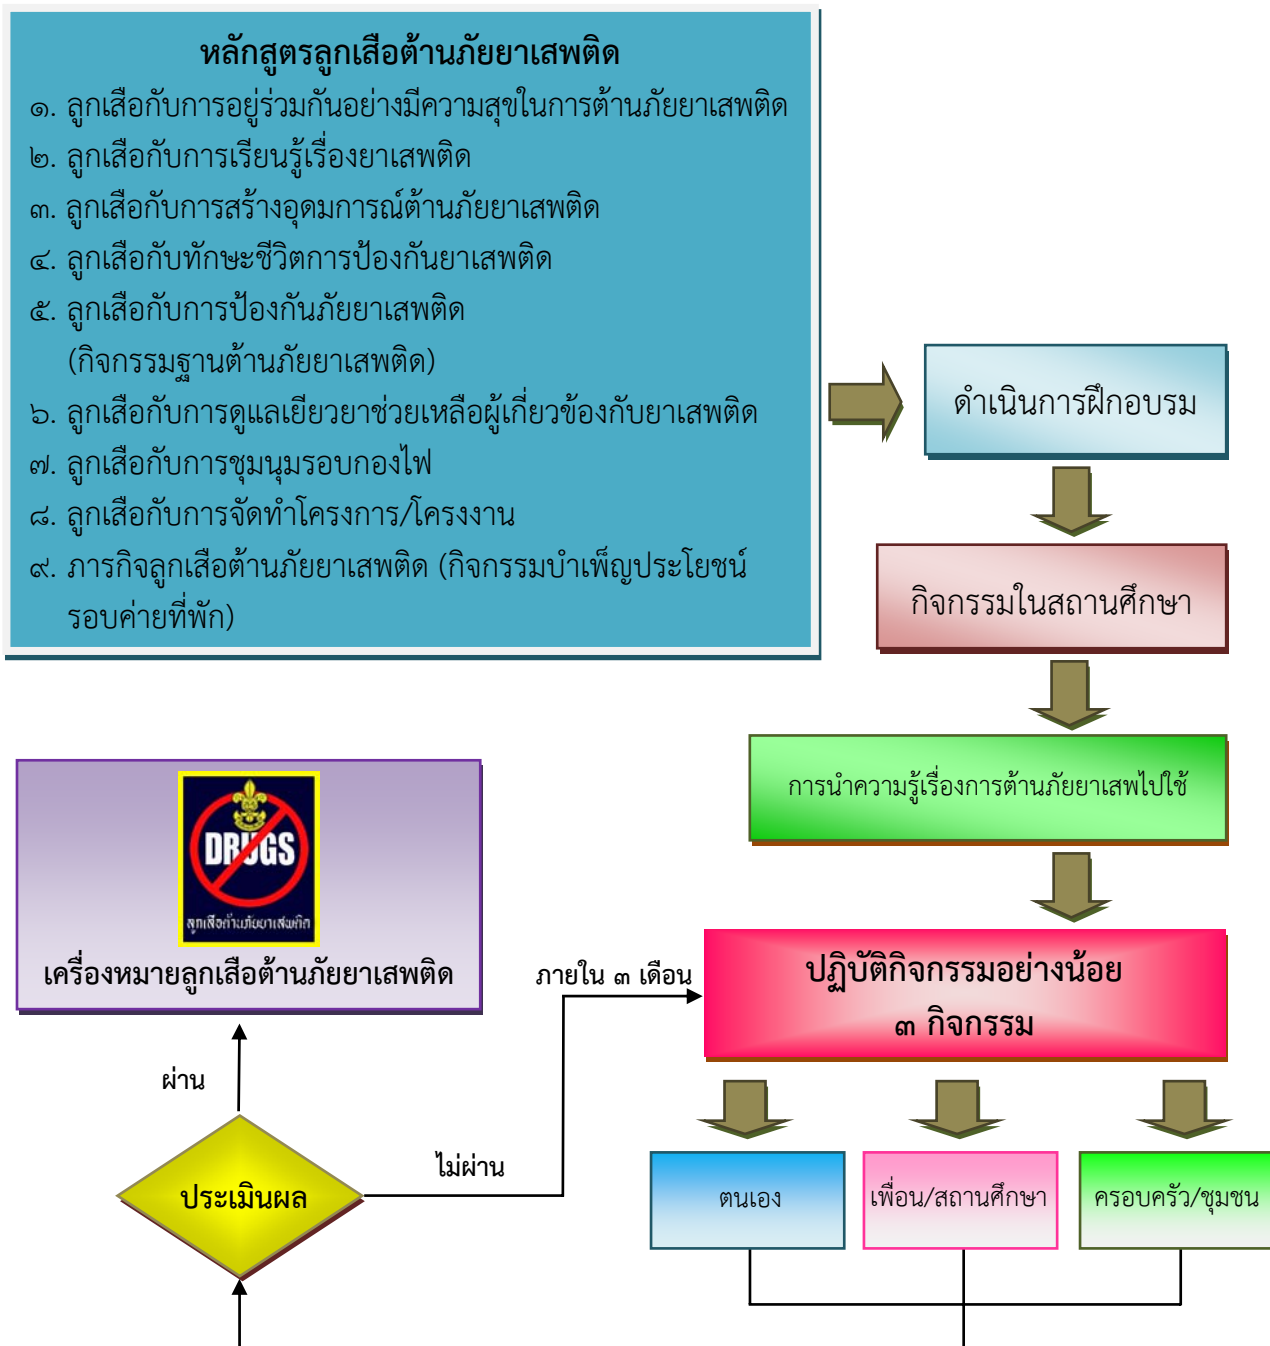 หลักสูตรลูกเสือต้านภัยยาเสพติด
๑. ลูกเสือกับการอยู่ร่วมกันอย่างมีความสุขในการต้านภัยยาเสพติด
๒. ลูกเสือกับการเรียนรู้เรื่องยาเสพติด
๓. ลูกเสือกับการสร้างอุดมการณ์ต้านภัยยาเสพติด
๔. ลูกเสือกับทักษะชีวิตการป้องกันยาเสพติด
๕. ลูกเสือกับการป้องกันภัยยาเสพติด
(กิจกรรมฐานต้านภัยยาเสพติด)
๖. ลูกเสือกับการดูแลเยียวยาช่วยเหลือผู้เกี่ยวข้องกับยาเสพติด
๗. ลูกเสือกับการชุมนุมรอบกองไฟ
๘. ลูกเสือกับการจัดทำโครงการ/โครงงาน
๙. ภารกิจลูกเสือต้านภัยยาเสพติด (กิจกรรมบำเพ็ญประโยชน์
รอบค่ายที่พัก)
ดำเนินการฝึกอบรม
กิจกรรมในสถานศึกษา
การนำความรู้เรื่องการต้านภัยยาเสพไปใช้
ปฏิบัติกิจกรรมอย่างน้อย
๓ กิจกรรม
ตนเอง
เพื่อน/สถานศึกษา
ครอบครัว/ชุมชน
DRUGS
ลูกเสือต้านภัยยาเสพติด
เครื่องหมายลูกเสือต้านภัยยาเสพติด
ภายใน ๓ เดือน
ผ่าน
ไม่ผ่าน
ประเมินผล